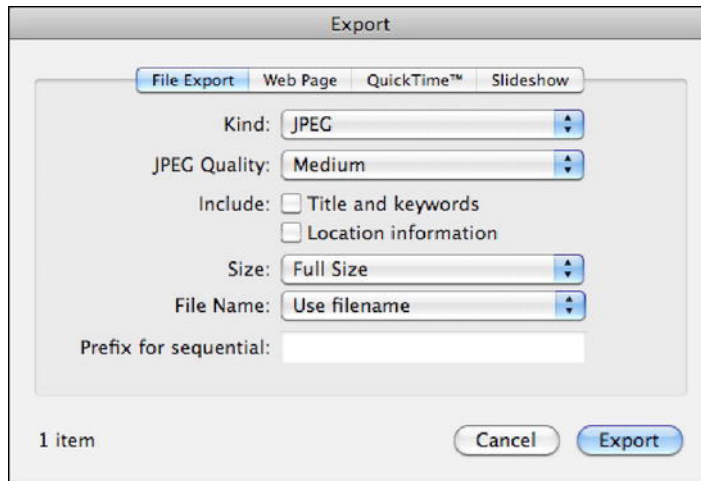 Export
File Export Web Page QuickTime™ Slideshow
Kind: JPEG
JPEG Quality: Medium
Include: Title and keywords
Location information
Size: Full Size
File Name: Use filename
Prefix for sequential:
1 item Cancel Export